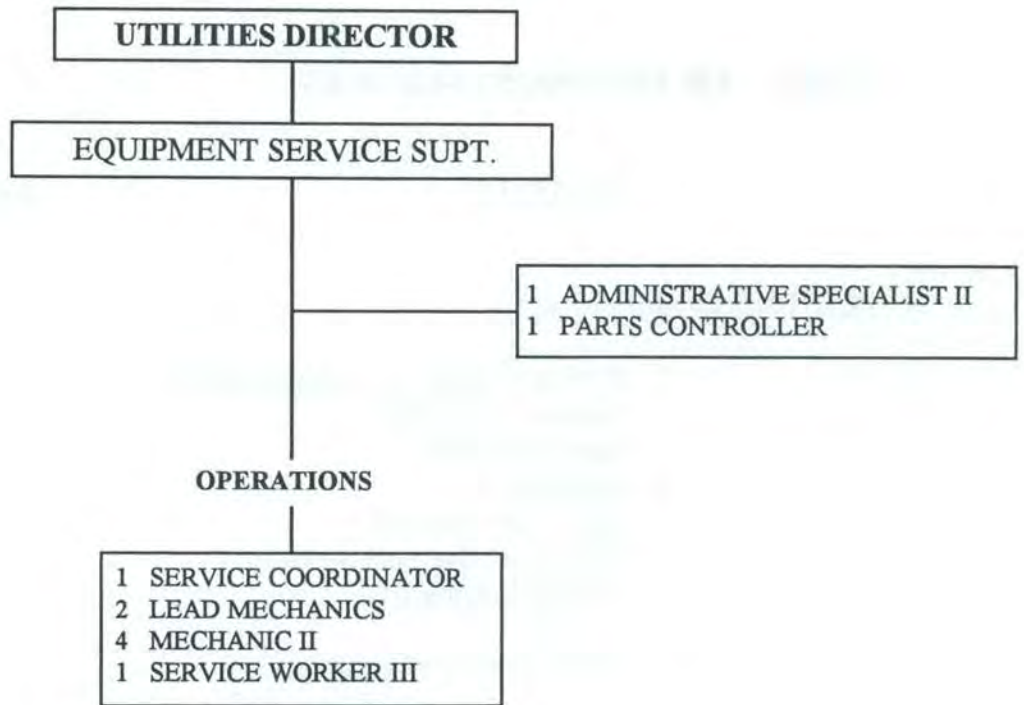 UTILITIES DIRECTOR
EQUIPMENT SERVICE SUPT.
1 ADMINISTRATIVE SPECIALIST II
1 PARTS CONTROLLER
OPERATIONS
1 SERVICE COORDINATOR
2 LEAD MECHANICS
4 MECHANIC II
1 SERVICE WORKER III